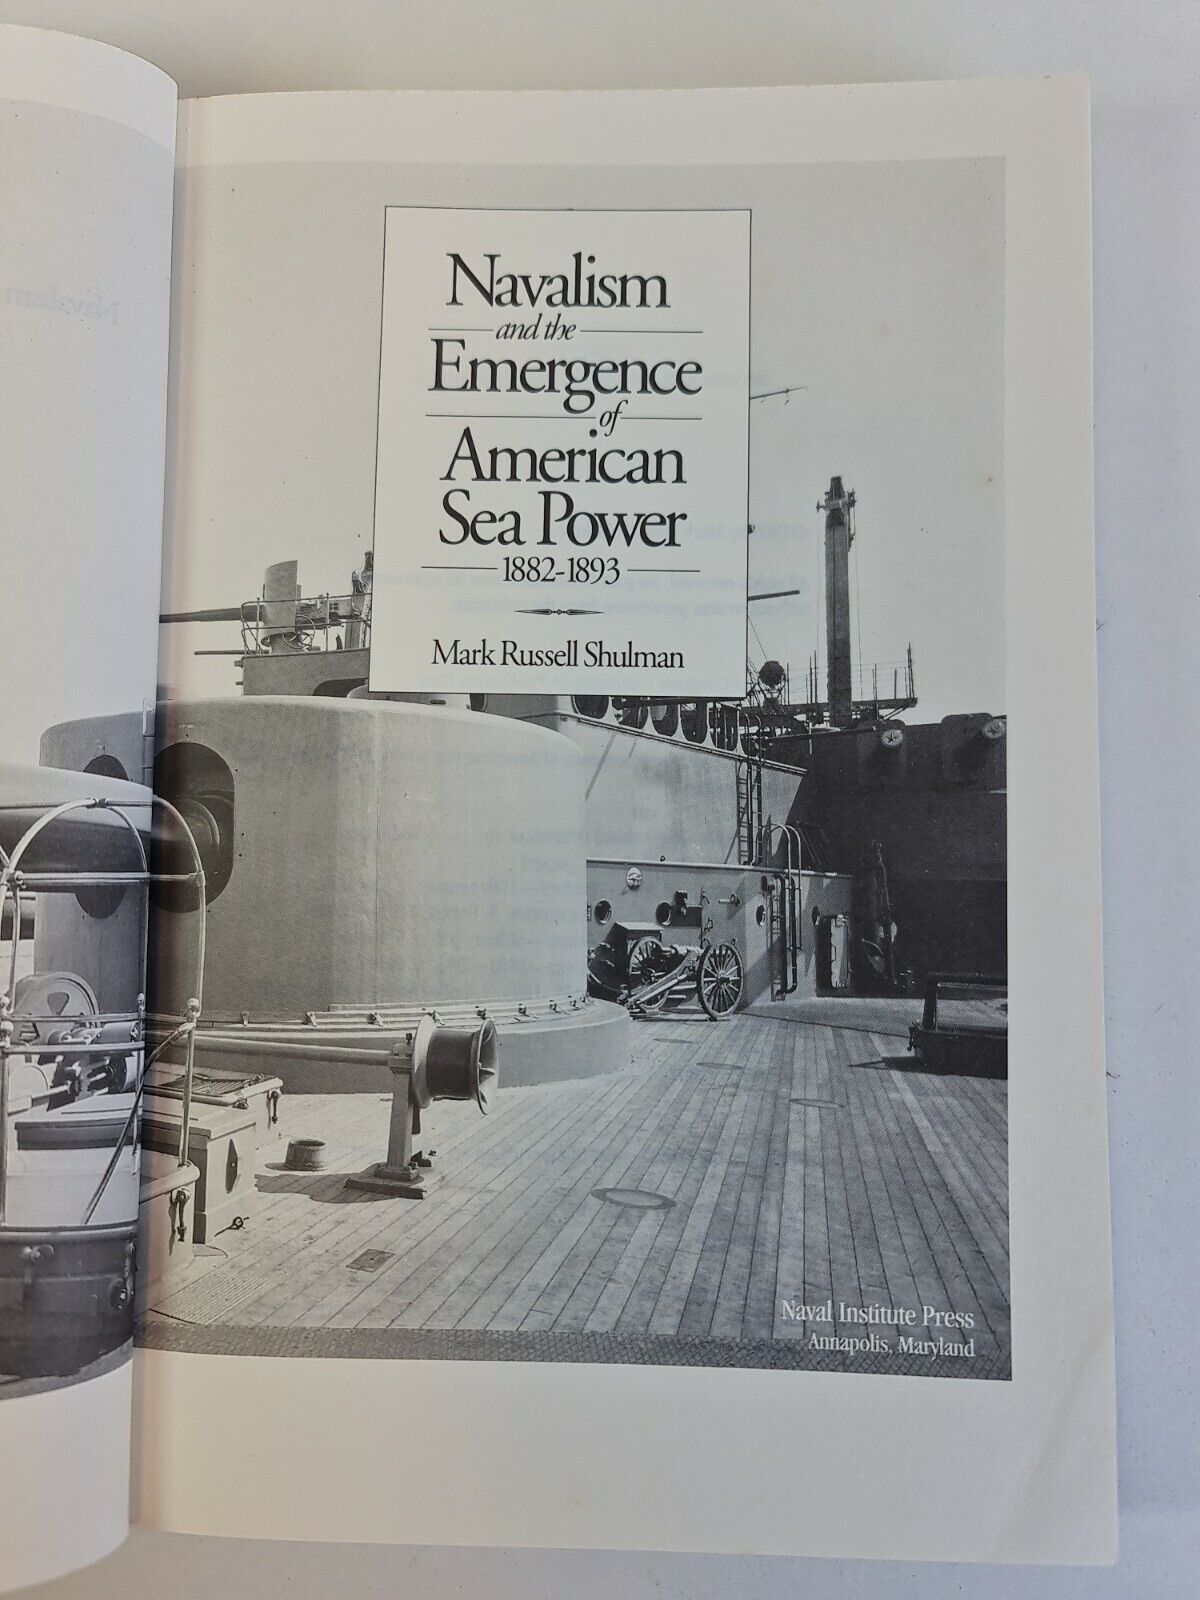 Navalism
and the
Emergence
of
American
Sea Power
1882-1893
Mark Russell Shulman
Naval Institute Press
Annapolis, Maryland